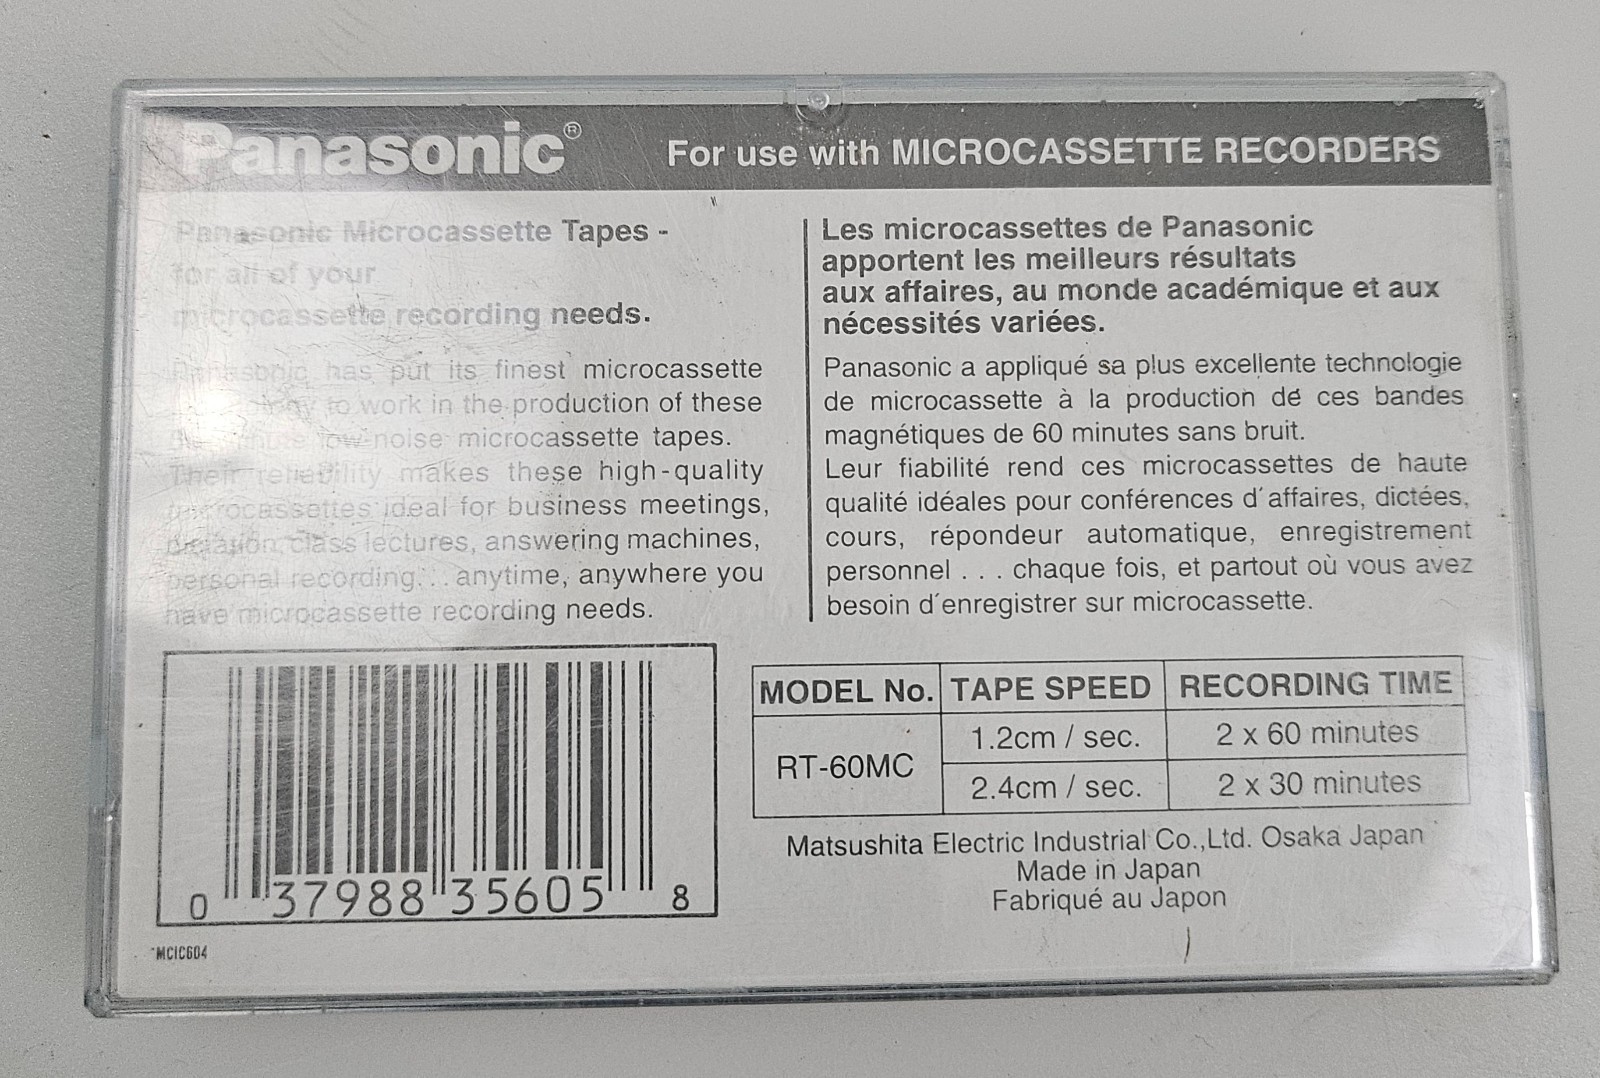 Panasonic®
For use with MICROCASSETTE RECORDERS
Panasonic Microcassette Tapes -
for all of your
microcassette recording needs.
Panasonic has put its finest microcassette
to work in the production of these
low-noise microcassette tapes.
Their reliability makes these high-quality
microcassettes ideal for business meetings,
dictation, class lectures, answering machines,
personal recording... anytime, anywhere you
have microcassette recording needs.
Les microcassettes de Panasonic
apportent les meilleurs résultats
aux affaires, au monde académique et aux
nécessités variées.
Panasonic a appliqué sa plus excellente technologie
de microcassette à la production de ces bandes
magnétiques de 60 minutes sans bruit.
Leur fiabilité rend ces microcassettes de haute
qualité idéales pour conférences d'affaires, dictées,
cours, répondeur automatique, enregistrement
personnel . . . chaque fois, et partout où vous avez
besoin d'enregistrer sur microcassette.
0 37988 35605 8
MCIC604
MODEL No. TAPE SPEED RECORDING TIME
RT-60MC
1.2cm / sec. 2 x 60 minutes
2.4cm / sec. 2 x 30 minutes
Matsushita Electric Industrial Co.,Ltd. Osaka Japan
Made in Japan
Fabriqué au Japon